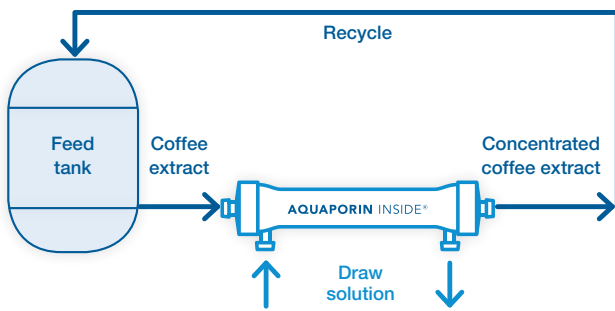 Recycle
Feed
tank
Coffee
extract
Concentrated
coffee extract
AQUAPORIN INSIDE®
Draw
solution